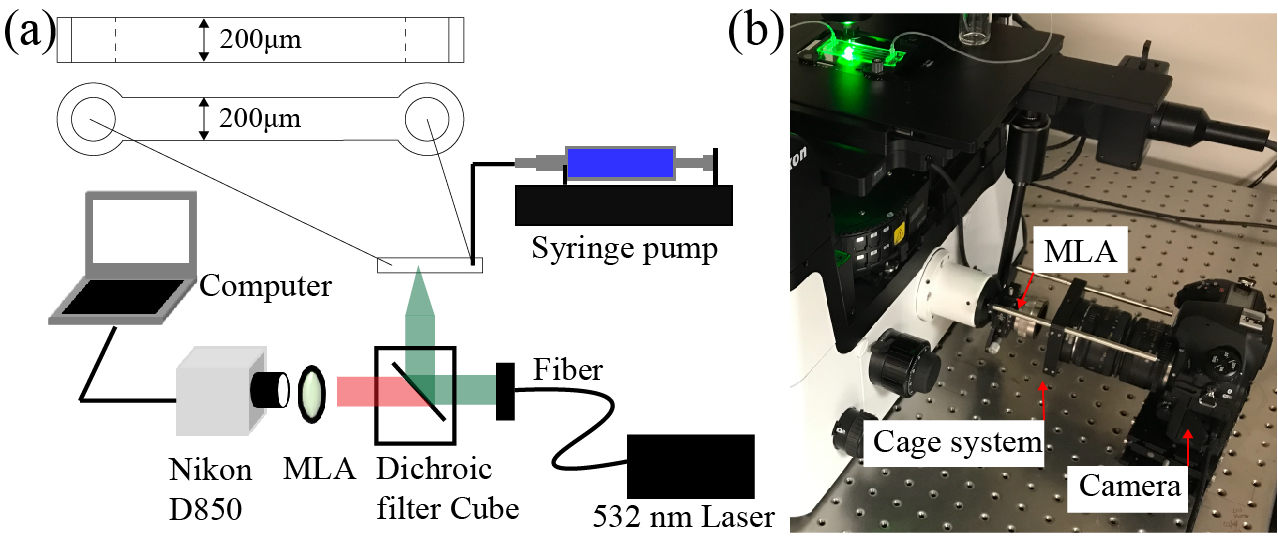 (a)
200μm
200μm
Syringe pump
Computer
Fiber
Nikon
D850
MLA
Dichroic
filter Cube
532 nm Laser
(b)
MLA
Cage system
Camera